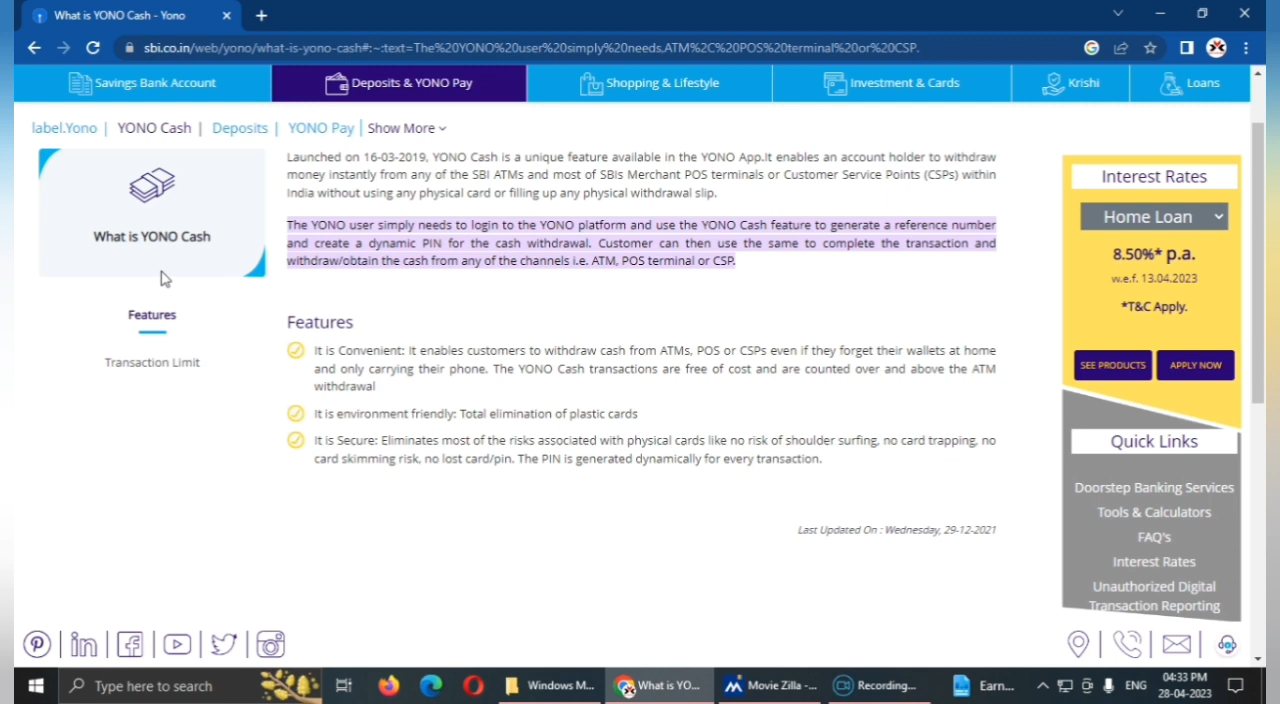 What is YONO Cash - Yono
sbi.co.in/web/yono/what-is-yono-cash#:~:text=The%20YONO%20user%20simply%20needs,ATM%2C%20POS%20terminal%20or%20CSP.
Savings Bank Account
Deposits & YONO Pay
Shopping & Lifestyle
Investment & Cards
Krishi
Loans
label.Yono | YONO Cash | Deposits | YONO Pay | Show More
What is YONO Cash
Features
Transaction Limit
Launched on 16-03-2019, YONO Cash is a unique feature available in the YONO App.It enables an account holder to withdraw
money instantly from any of the SBI ATMs and most of SBIs Merchant POS terminals or Customer Service Points (CSPs) within
India without using any physical card or filling up any physical withdrawal slip.
The YONO user simply needs to login to the YONO platform and use the YONO Cash feature to generate a reference number
and create a dynamic PIN for the cash withdrawal. Customer can then use the same to complete the transaction and
withdraw/obtain the cash from any of the channels i.e. ATM, POS terminal or CSP.
Features
It is Convenient: It enables customers to withdraw cash from ATMs, POS or CSPs even if they forget their wallets at home
and only carrying their phone. The YONO Cash transactions are free of cost and are counted over and above the ATM
withdrawal
It is environment friendly: Total elimination of plastic cards
It is Secure: Eliminates most of the risks associated with physical cards like no risk of shoulder surfing, no card trapping, no
card skimming risk, no lost card/pin. The PIN is generated dynamically for every transaction.
Last Updated On : Wednesday, 29-12-2021
Interest Rates
Home Loan
8.50%* p.a.
w.e.f. 13.04.2023
*T&C Apply.
SEE PRODUCTS
APPLY NOW
Quick Links
Doorstep Banking Services
Tools & Calculators
FAQ's
Interest Rates
Unauthorized Digital
Transaction Reporting
Type here to search
Windows M...
What is YO...
Movie Zilla -...
Recording...
Earn...
ENG
04:33 PM
28-04-2023